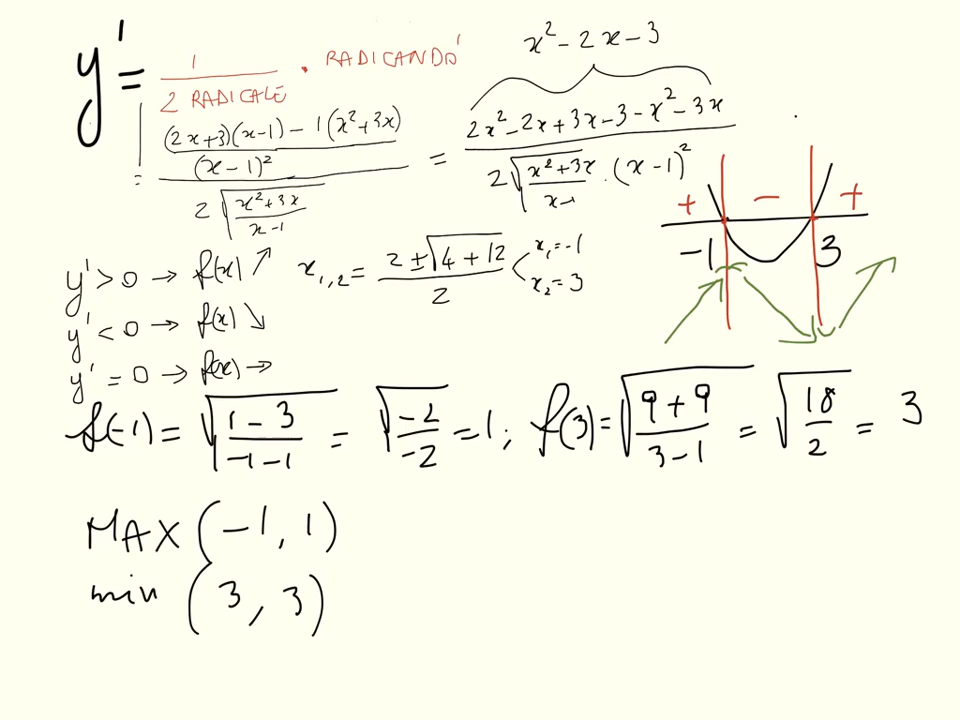 y' = 1 / 2 RADICALE · RADICANDO'
x² - 2x - 3
= ((2x+3)(x-1) - 1(x²+3x)) / (x-1)² / 2√((x²+3x)/(x-1)) = (2x² - 2x + 3x - 3 - x² - 3x) / (2√((x²+3x)/(x-1)) · (x-1)²)
+ - +
-1 3
y' > 0 → f(x) ↗ x₁,₂ = (2 ± √(4+12)) / 2 < x₁ = -1 x₂ = 3
y' < 0 → f(x) ↘
y' = 0 → f(x) →
f(-1) = √((1-3)/(-1-1)) = √(-2/-2) = 1; f(3) = √((9+9)/(3-1)) = √(18/2) = 3
MAX (-1, 1)
min (3, 3)